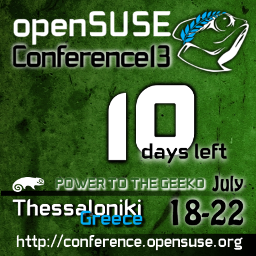 openSUSE
Conference13
10
days left
POWER TO THE GEEKO July
Thessaloniki 18-22
Greece
http://conference.opensuse.org